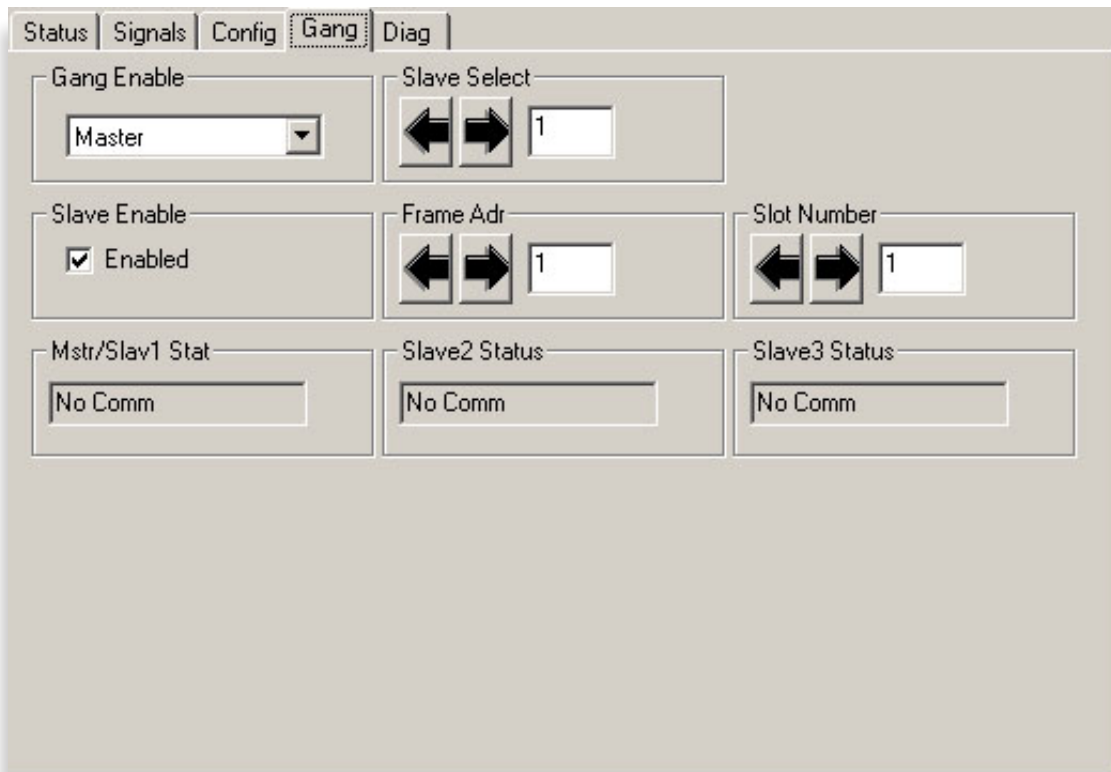 Status Signals Config Gang Diag
Gang Enable
Master
Slave Select
1
Slave Enable
Enabled
Frame Adr
1
Slot Number
1
Mstr/Slav1 Stat
No Comm
Slave2 Status
No Comm
Slave3 Status
No Comm